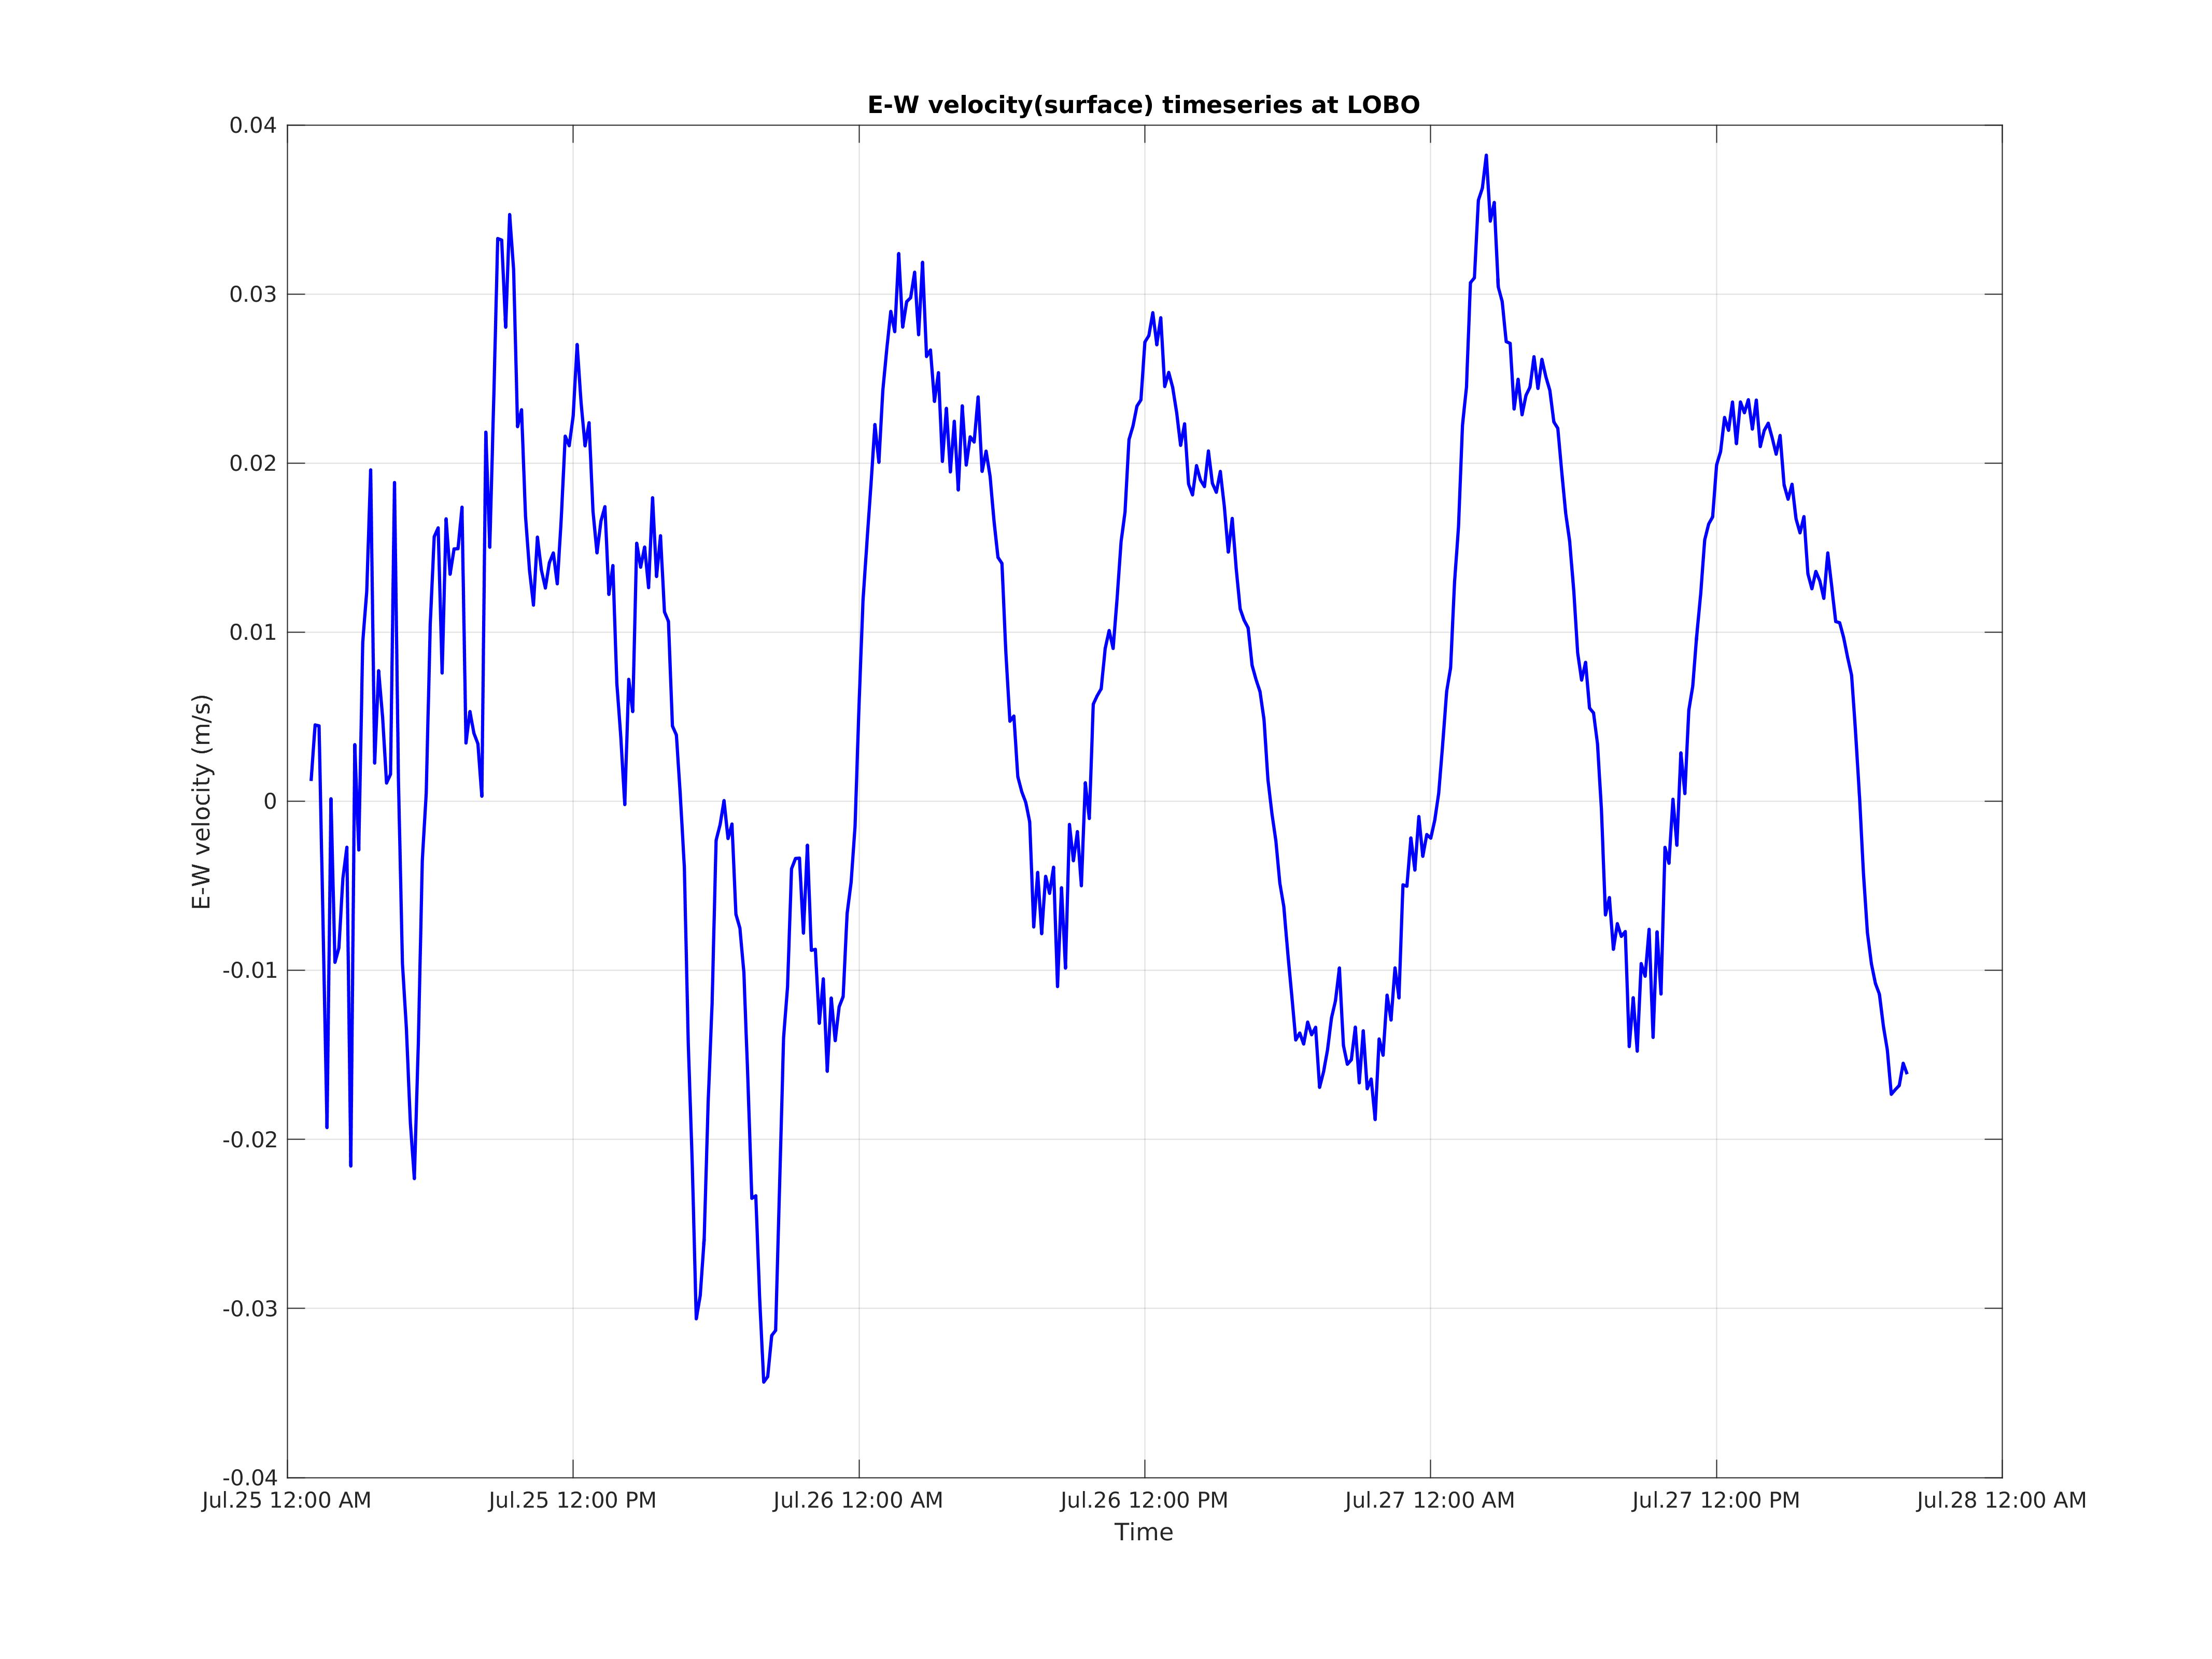 E-W velocity(surface) timeseries at LOBO
0.04
0.03
0.02
0.01
0
-0.01
-0.02
-0.03
-0.04
E-W velocity (m/s)
Jul.25 12:00 AM
Jul.25 12:00 PM
Jul.26 12:00 AM
Jul.26 12:00 PM
Jul.27 12:00 AM
Jul.27 12:00 PM
Jul.28 12:00 AM
Time